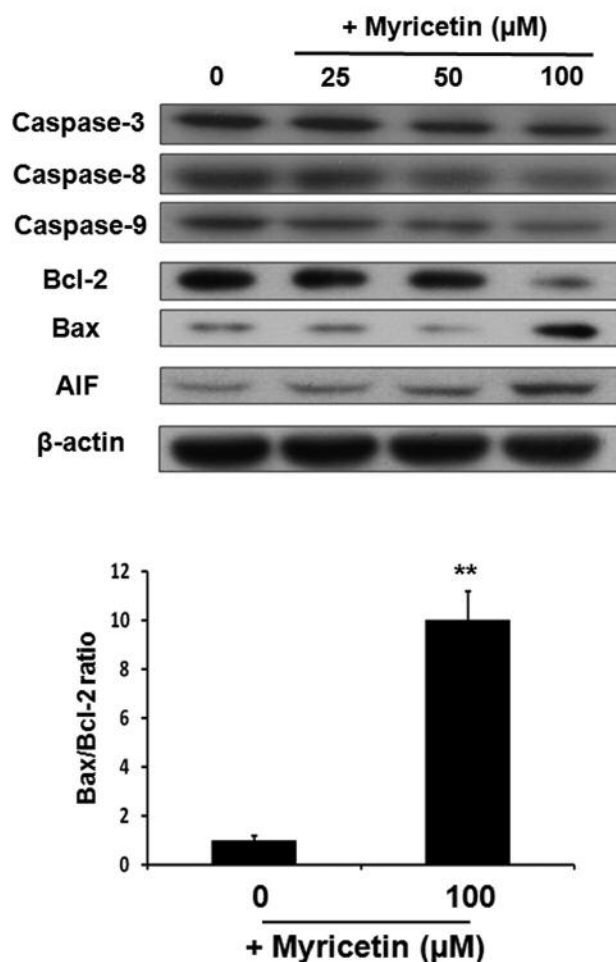 + Myricetin (µM)
0 25 50 100
Caspase-3
Caspase-8
Caspase-9
Bcl-2
Bax
AIF
β-actin
12
**
10
8
6
4
2
0
Bax/Bcl-2 ratio
0 100
+ Myricetin (µM)